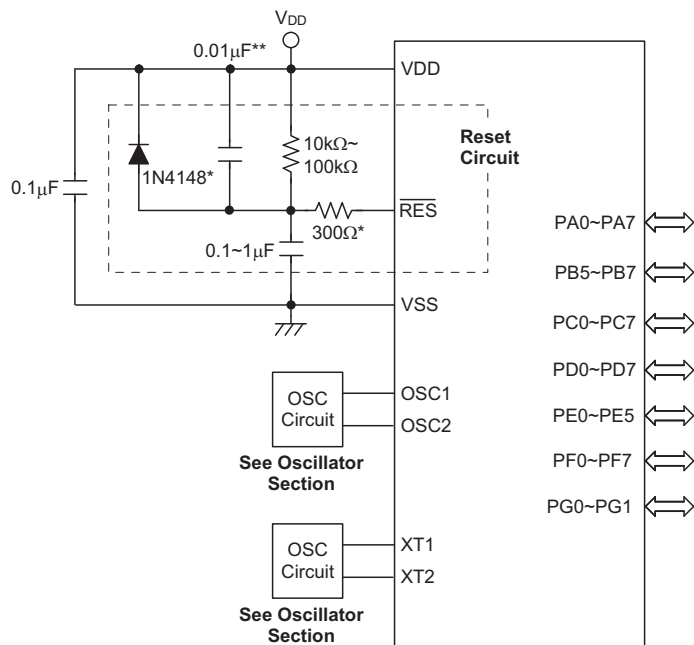 VDD
0.01μF**
VDD
Reset
Circuit
10kΩ~
100kΩ
1N4148*
0.1μF
RES
300Ω*
0.1~1μF
VSS
PA0~PA7
PB5~PB7
PC0~PC7
PD0~PD7
PE0~PE5
PF0~PF7
PG0~PG1
OSC
Circuit
OSC1
OSC2
See Oscillator
Section
OSC
Circuit
XT1
XT2
See Oscillator
Section